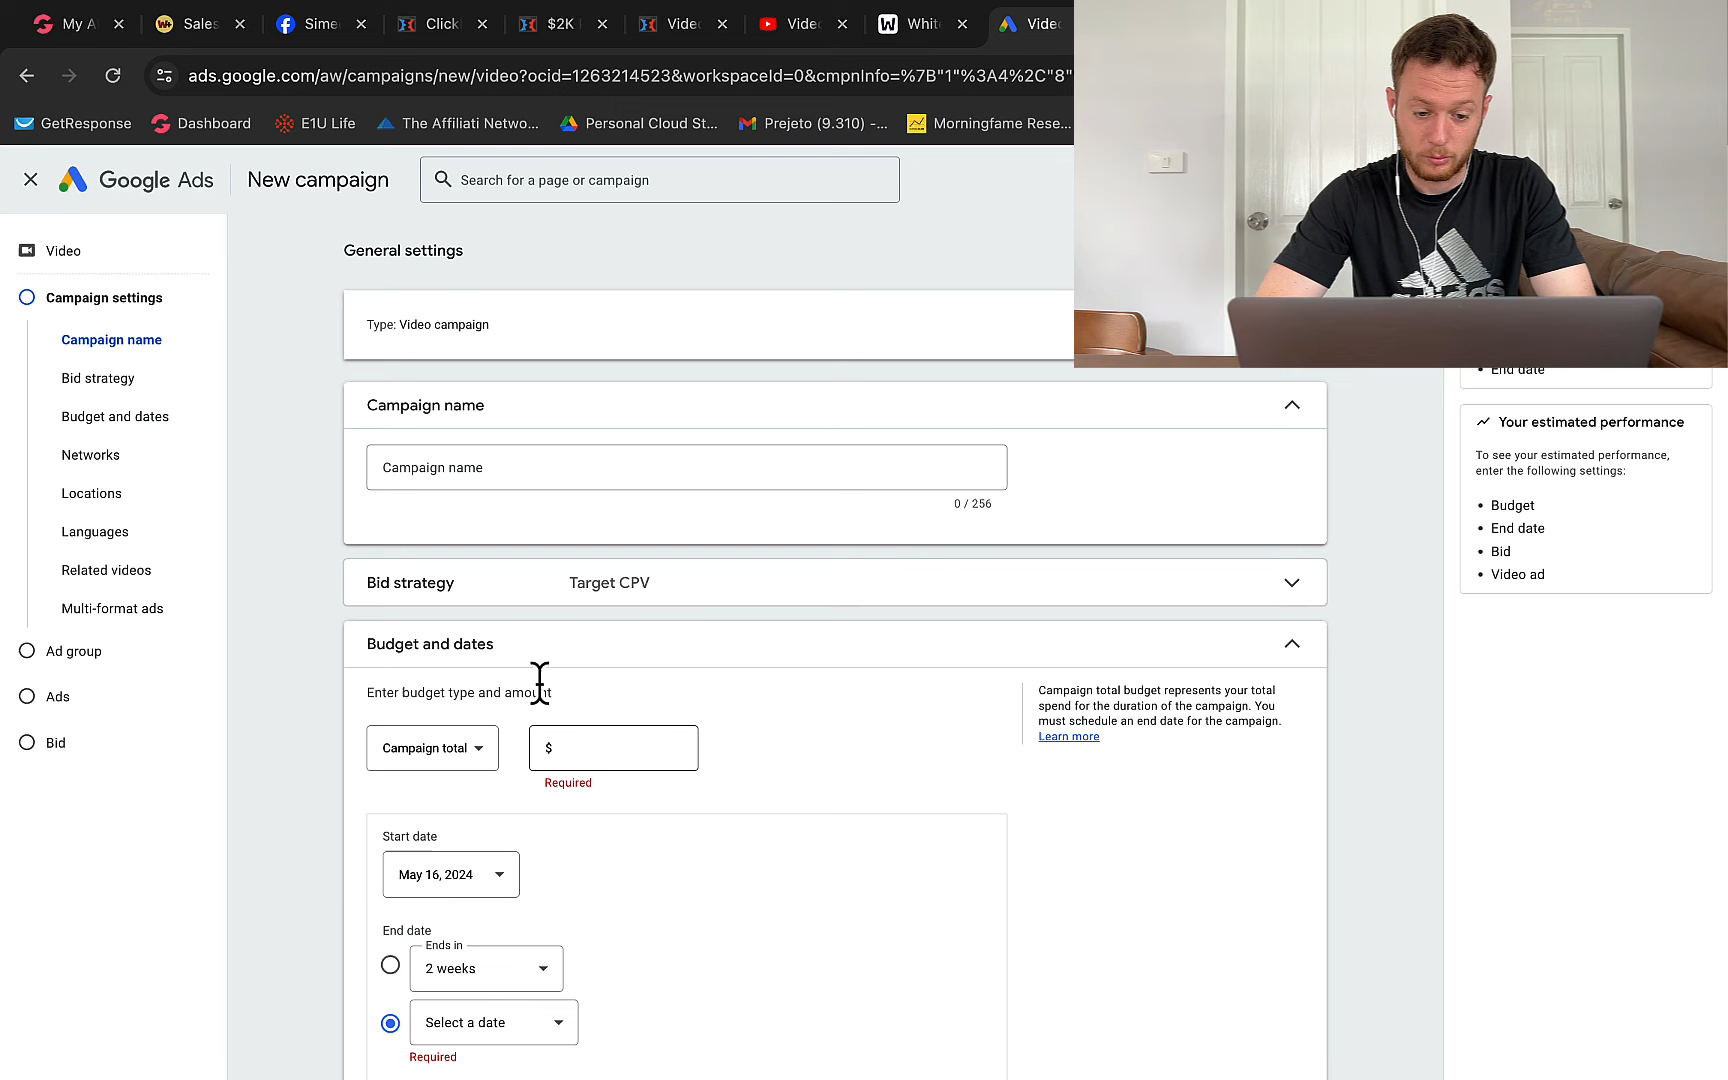 My A
Sales
Sime
Click
$2K
Video
Vide
Whit
Vide
ads.google.com/aw/campaigns/new/video?ocid=1263214523&workspaceId=0&cmpnInfo=%7B"1"%3A4%2C"8"
GetResponse
Dashboard
E1U Life
The Affiliati Netwo...
Personal Cloud St...
Prejeto (9.310) -...
Morningfame Rese...
Google Ads
New campaign
Search for a page or campaign
Video
Campaign settings
Campaign name
Bid strategy
Budget and dates
Networks
Locations
Languages
Related videos
Multi-format ads
Ad group
Ads
Bid
General settings
Type: Video campaign
Campaign name
Campaign name
0 / 256
Bid strategy
Target CPV
Budget and dates
Enter budget type and amount
Campaign total
$
Required
Campaign total budget represents your total
spend for the duration of the campaign. You
must schedule an end date for the campaign.
Learn more
Start date
May 16, 2024
End date
Ends in
2 weeks
Select a date
Required
• End date
Your estimated performance
To see your estimated performance,
enter the following settings:
• Budget
• End date
• Bid
• Video ad
adidas